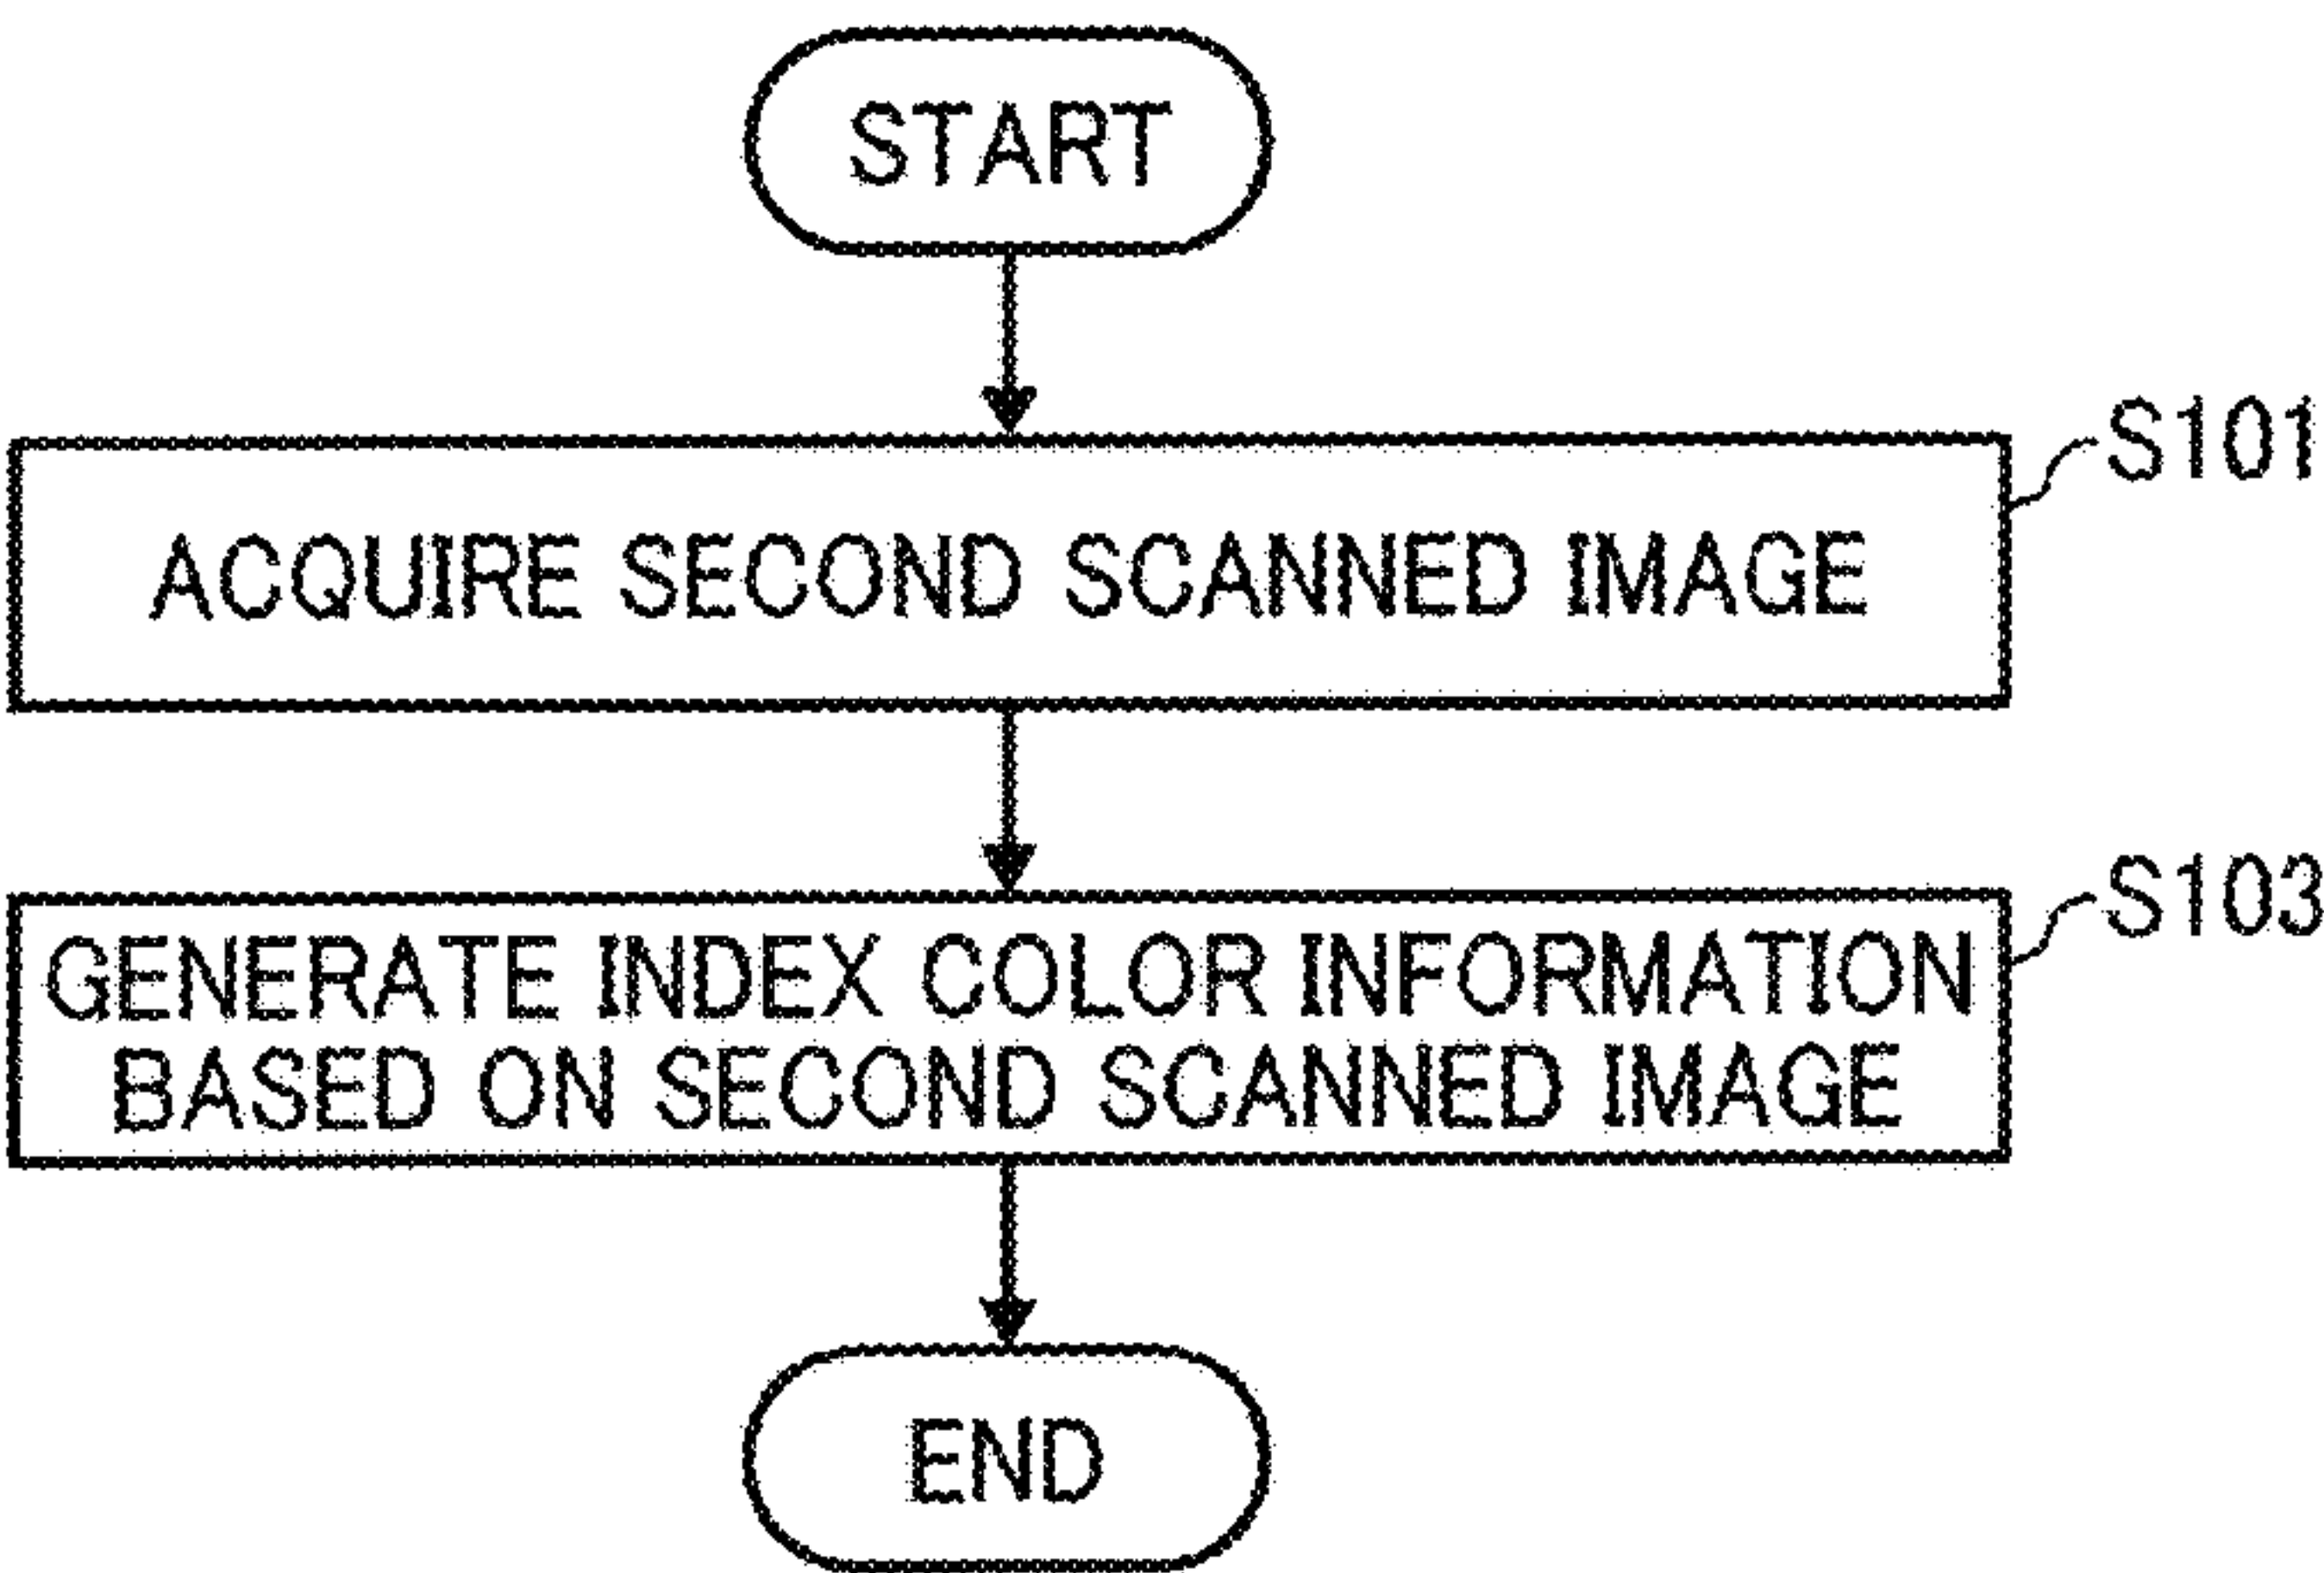 START
S101
ACQUIRE SECOND SCANNED IMAGE
S103
GENERATE INDEX COLOR INFORMATION
BASED ON SECOND SCANNED IMAGE
END